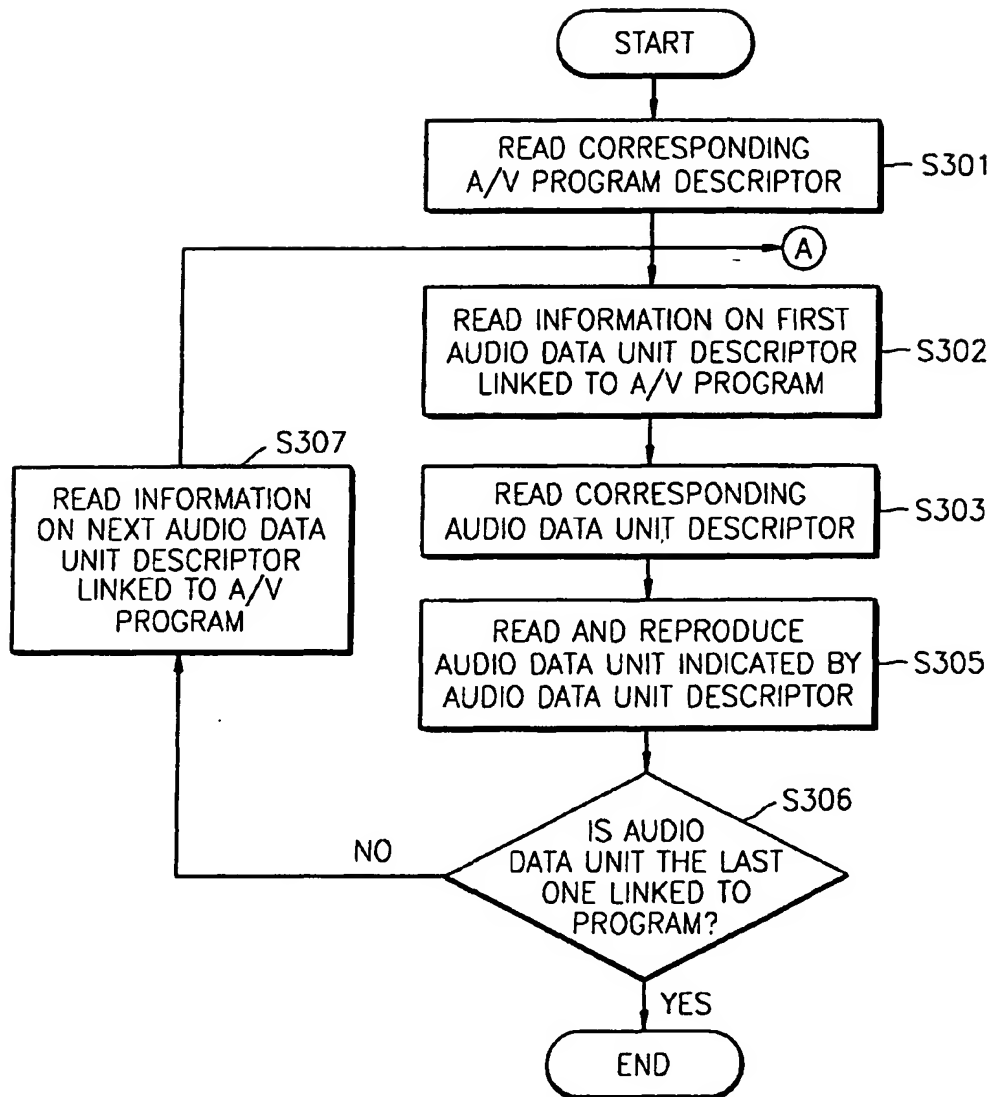 START
READ CORRESPONDING
A/V PROGRAM DESCRIPTOR
S301
A
READ INFORMATION ON FIRST
AUDIO DATA UNIT DESCRIPTOR
LINKED TO A/V PROGRAM
S302
S307
READ INFORMATION
ON NEXT AUDIO DATA
UNIT DESCRIPTOR
LINKED TO A/V
PROGRAM
READ CORRESPONDING
AUDIO DATA UNIT DESCRIPTOR
S303
READ AND REPRODUCE
AUDIO DATA UNIT INDICATED BY
AUDIO DATA UNIT DESCRIPTOR
S305
S306
IS AUDIO
DATA UNIT THE LAST
ONE LINKED TO
PROGRAM?
NO
YES
END